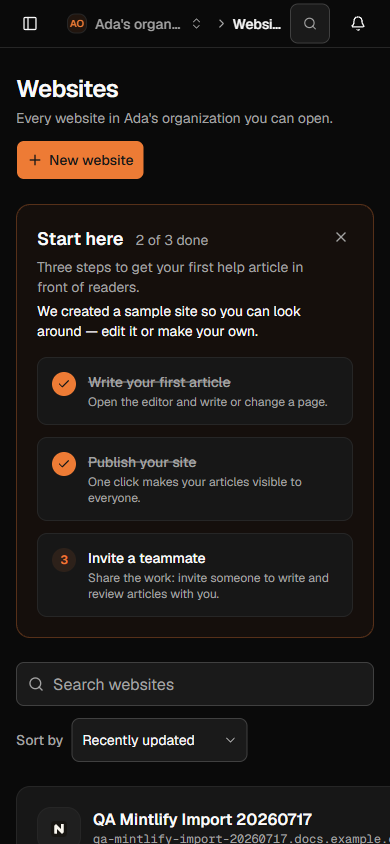 AO Ada's organ... Websi...
Websites
Every website in Ada's organization you can open.
New website
Start here 2 of 3 done
Three steps to get your first help article in
front of readers.
We created a sample site so you can look
around — edit it or make your own.
Write your first article
Open the editor and write or change a page.
Publish your site
One click makes your articles visible to
everyone.
3 Invite a teammate
Share the work: invite someone to write and
review articles with you.
Search websites
Sort by Recently updated
N QA Mintlify Import 20260717
qa-mintlify-import-20260717.docs.example.